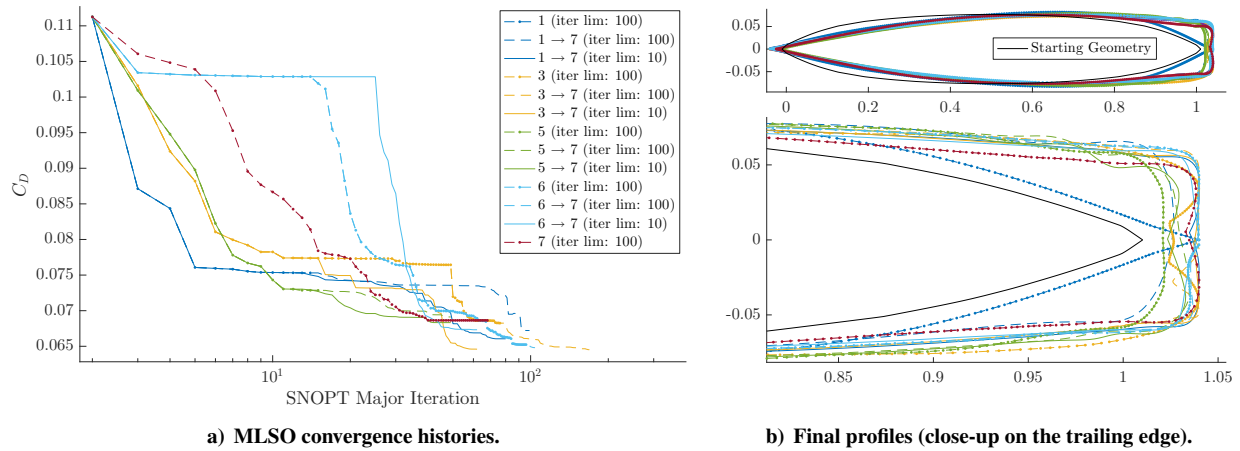 0.11
0.105
0.1
0.095
0.09
0.085
0.08
0.075
0.07
0.065
C_D
10^1
10^2
SNOPT Major Iteration
1 (iter lim: 100)
1 → 7 (iter lim: 100)
1 → 7 (iter lim: 10)
3 (iter lim: 100)
3 → 7 (iter lim: 100)
3 → 7 (iter lim: 10)
5 (iter lim: 100)
5 → 7 (iter lim: 100)
5 → 7 (iter lim: 10)
6 (iter lim: 100)
6 → 7 (iter lim: 10)
7 (iter lim: 100)
a) MLSO convergence histories.
0.05
0
-0.05
Starting Geometry
0 0.2 0.4 0.6 0.8 1
0.05
0
-0.05
0.85 0.9 0.95 1 1.05
b) Final profiles (close-up on the trailing edge).